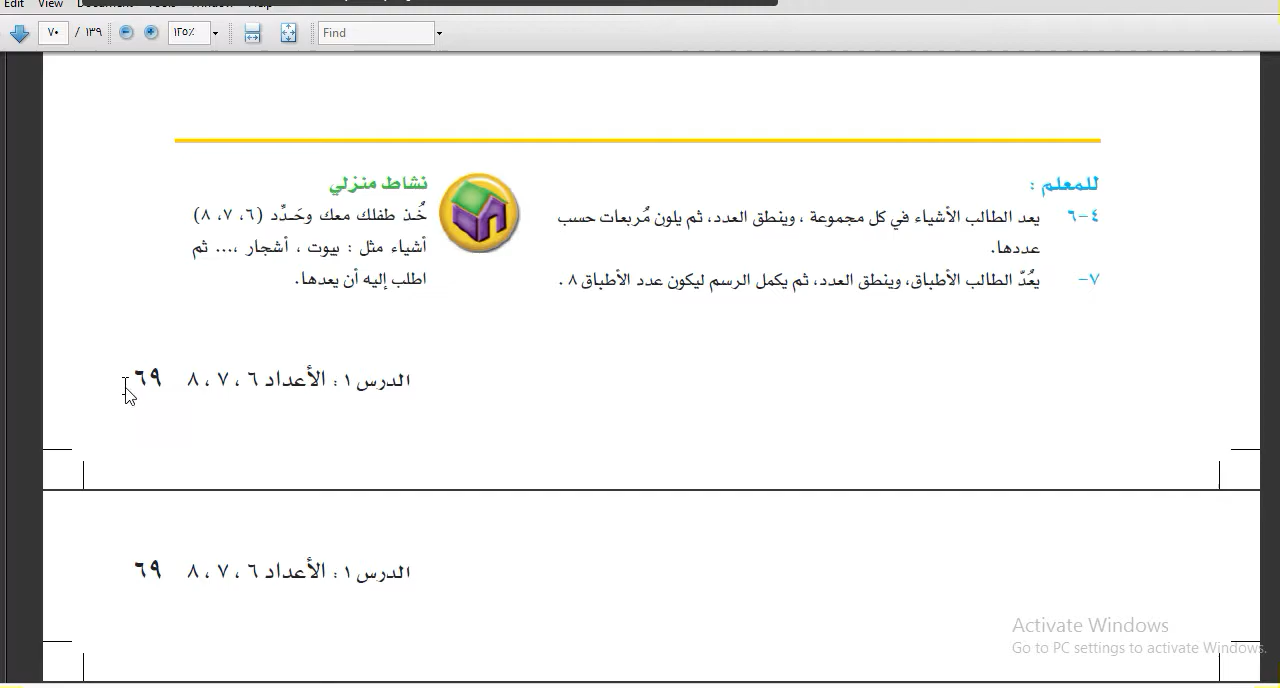 Edit View Document Tools Window Help
٧٠ / ١٣٩ ١٢٥٪ Find
للمعلم :
٤-٦ يعد الطالب الأشياء في كل مجموعة ، وينطق العدد، ثم يلون مُربعات حسب
عددها.
٧- يعُدّ الطالب الأطباق، وينطق العدد، ثم يكمل الرسم ليكون عدد الأطباق ٨ .
نشاط منزلي
خُذ طفلك معك وحَدِّد (٦، ٧، ٨)
أشياء مثل : بيوت ، أشجار ،... ثم
اطلب إليه أن يعدها.
الدرس ١ : الأعداد ٦ ، ٧ ، ٨ ٦٩
الدرس ١ : الأعداد ٦ ، ٧ ، ٨ ٦٩
Activate Windows
Go to PC settings to activate Windows.